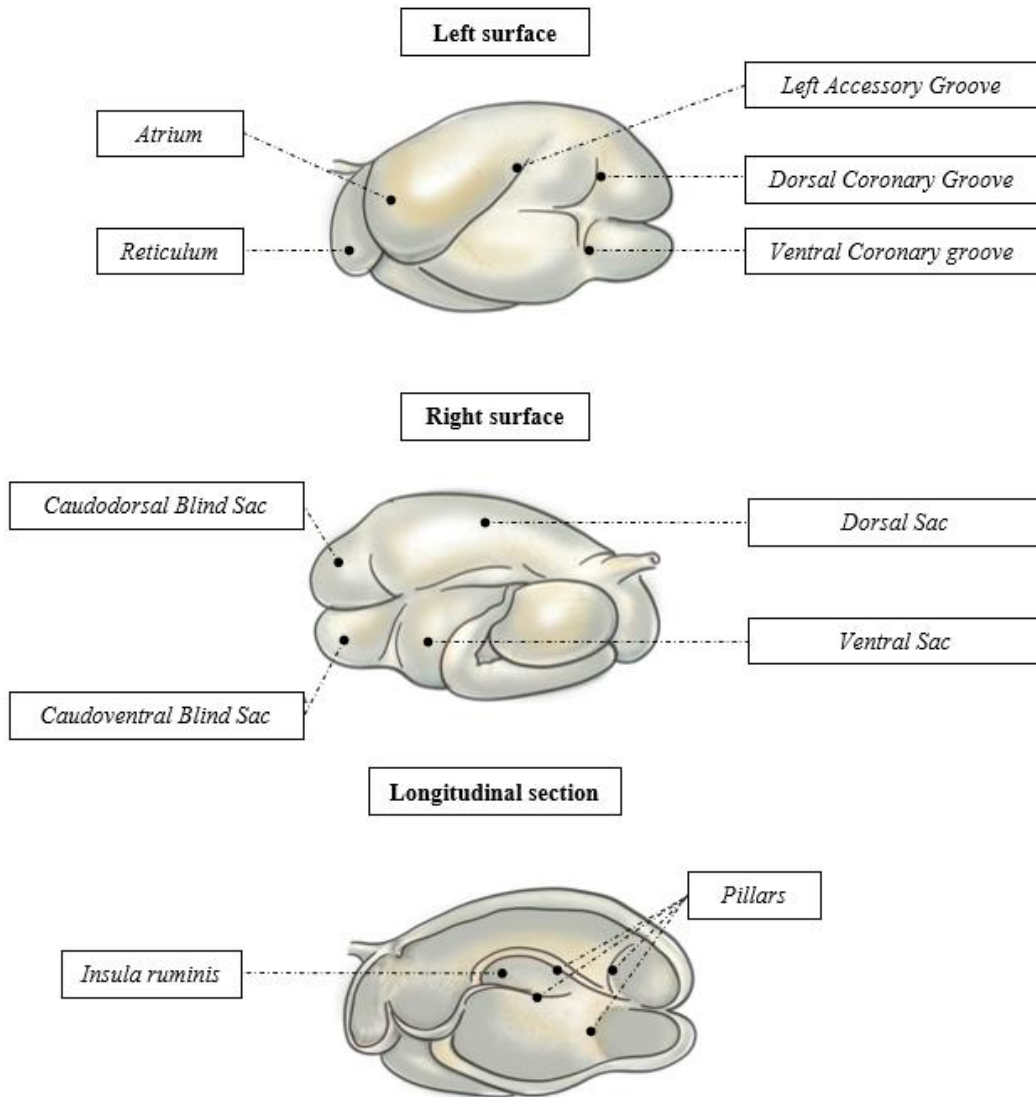 Left surface
Left Accessory Groove
Atrium
Dorsal Coronary Groove
Reticulum
Ventral Coronary groove
Right surface
Caudodorsal Blind Sac
Dorsal Sac
Ventral Sac
Caudoventral Blind Sac
Longitudinal section
Pillars
Insula ruminis